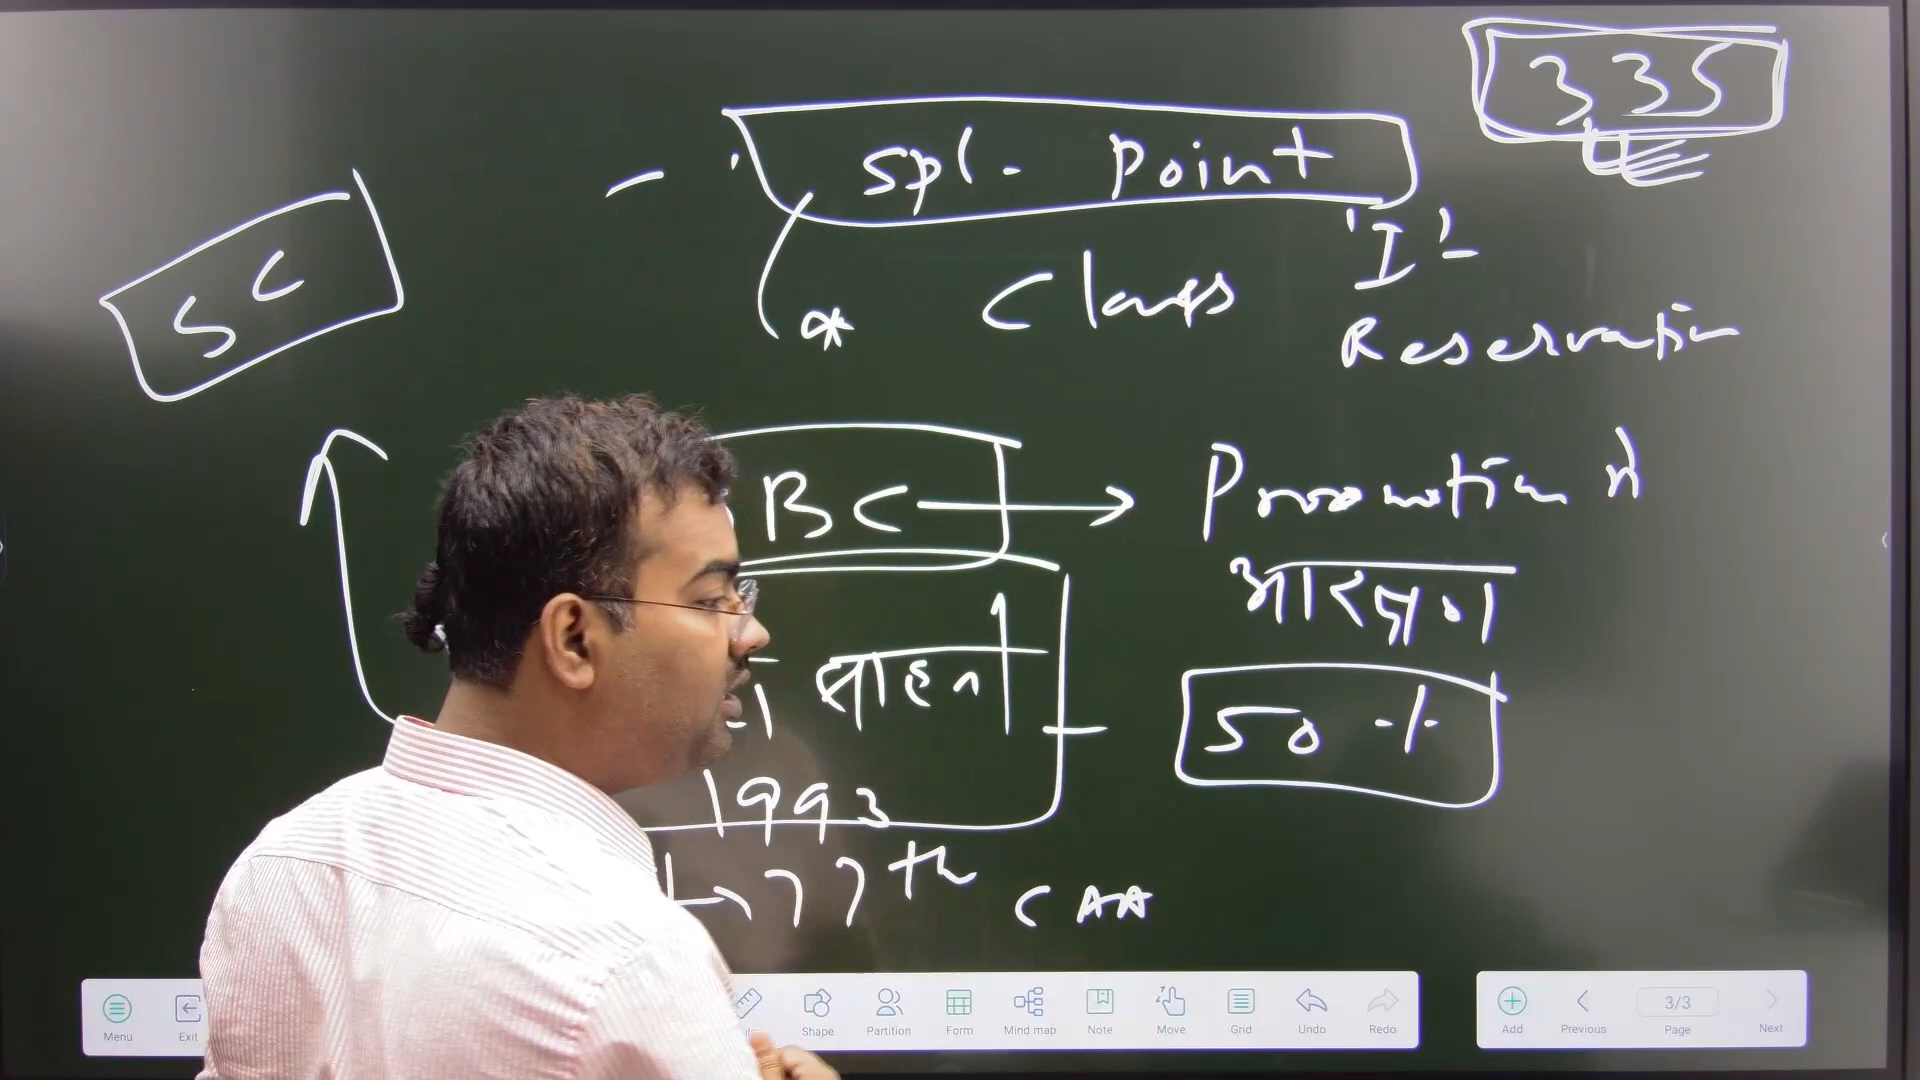 335
Spl. Point
'I'-
SC
* Class
Reservation
BC → Promotion में
आरक्षण
साहनी
50 %
1993
77th CAA
Menu Exit Shape Partition Form Mind map Note Move Grid Undo Redo Add Previous 3/3 Page Next